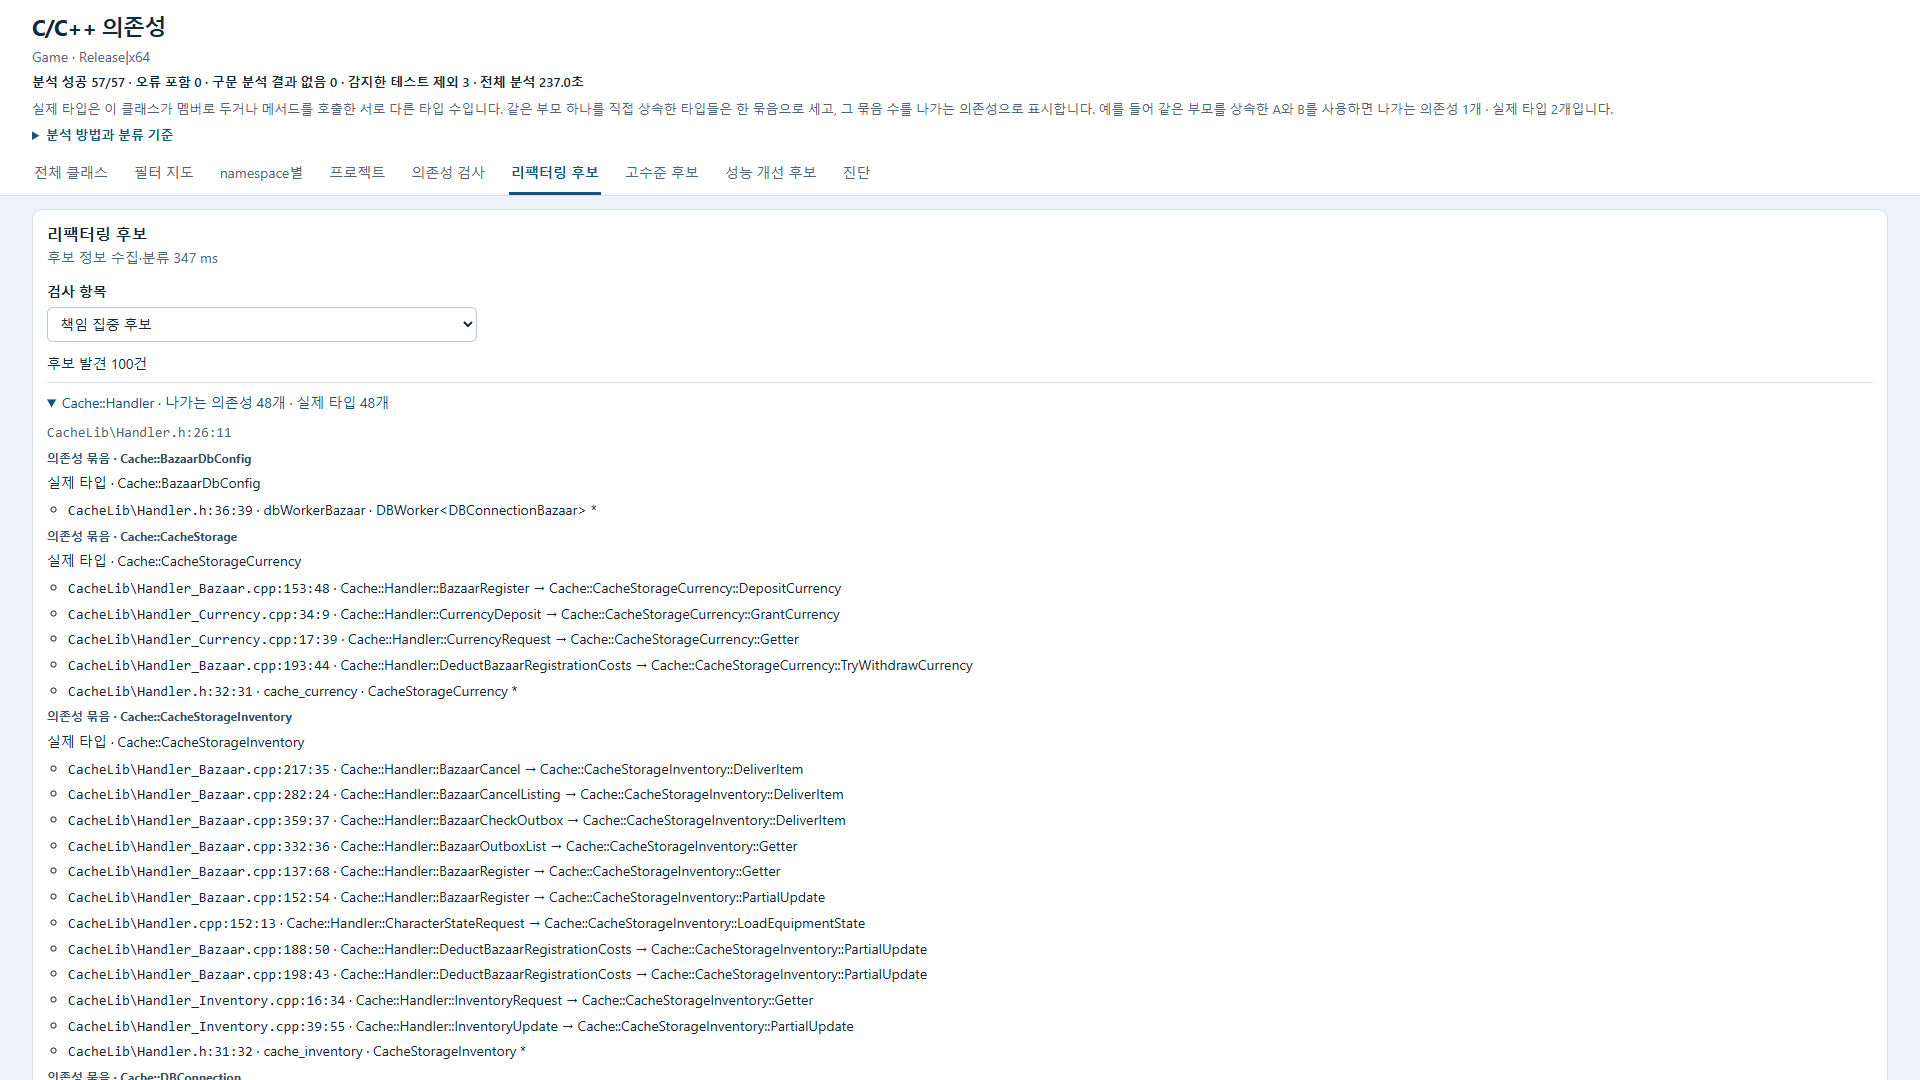 C/C++ 의존성
Game · Release|x64
분석 성공 57/57 · 오류 포함 0 · 구문 분석 결과 없음 0 · 감지한 테스트 제외 3 · 전체 분석 237.0초
실제 타입은 이 클래스가 멤버로 두거나 메서드를 호출한 서로 다른 타입 수입니다. 같은 부모 하나를 직접 상속한 타입들은 한 묶음으로 세고, 그 묶음 수를 나가는 의존성으로 표시합니다. 예를 들어 같은 부모를 상속한 A와 B를 사용하면 나가는 의존성 1개 · 실제 타입 2개입니다.
▶ 분석 방법과 분류 기준
전체 클래스 필터 지도 namespace별 프로젝트 의존성 검사 리팩터링 후보 고수준 후보 성능 개선 후보 진단
리팩터링 후보
후보 정보 수집·분류 347 ms
검사 항목
책임 집중 후보
후보 발견 100건
▼ Cache::Handler · 나가는 의존성 48개 · 실제 타입 48개
CacheLib\Handler.h:26:11
의존성 묶음 · Cache::BazaarDbConfig
실제 타입 · Cache::BazaarDbConfig
CacheLib\Handler.h:36:39 · dbWorkerBazaar · DBWorker<DBConnectionBazaar> *
의존성 묶음 · Cache::CacheStorage
실제 타입 · Cache::CacheStorageCurrency
CacheLib\Handler_Bazaar.cpp:153:48 · Cache::Handler::BazaarRegister → Cache::CacheStorageCurrency::DepositCurrency
CacheLib\Handler_Currency.cpp:34:9 · Cache::Handler::CurrencyDeposit → Cache::CacheStorageCurrency::GrantCurrency
CacheLib\Handler_Currency.cpp:17:39 · Cache::Handler::CurrencyRequest → Cache::CacheStorageCurrency::Getter
CacheLib\Handler_Bazaar.cpp:193:44 · Cache::Handler::DeductBazaarRegistrationCosts → Cache::CacheStorageCurrency::TryWithdrawCurrency
CacheLib\Handler.h:32:31 · cache_currency · CacheStorageCurrency *
의존성 묶음 · Cache::CacheStorageInventory
실제 타입 · Cache::CacheStorageInventory
CacheLib\Handler_Bazaar.cpp:217:35 · Cache::Handler::BazaarCancel → Cache::CacheStorageInventory::DeliverItem
CacheLib\Handler_Bazaar.cpp:282:24 · Cache::Handler::BazaarCancelListing → Cache::CacheStorageInventory::DeliverItem
CacheLib\Handler_Bazaar.cpp:359:37 · Cache::Handler::BazaarCheckOutbox → Cache::CacheStorageInventory::DeliverItem
CacheLib\Handler_Bazaar.cpp:332:36 · Cache::Handler::BazaarOutboxList → Cache::CacheStorageInventory::Getter
CacheLib\Handler_Bazaar.cpp:137:68 · Cache::Handler::BazaarRegister → Cache::CacheStorageInventory::Getter
CacheLib\Handler_Bazaar.cpp:152:54 · Cache::Handler::BazaarRegister → Cache::CacheStorageInventory::PartialUpdate
CacheLib\Handler.cpp:152:13 · Cache::Handler::CharacterStateRequest → Cache::CacheStorageInventory::LoadEquipmentState
CacheLib\Handler_Bazaar.cpp:188:50 · Cache::Handler::DeductBazaarRegistrationCosts → Cache::CacheStorageInventory::PartialUpdate
CacheLib\Handler_Bazaar.cpp:198:43 · Cache::Handler::DeductBazaarRegistrationCosts → Cache::CacheStorageInventory::PartialUpdate
CacheLib\Handler_Inventory.cpp:16:34 · Cache::Handler::InventoryRequest → Cache::CacheStorageInventory::Getter
CacheLib\Handler_Inventory.cpp:39:55 · Cache::Handler::InventoryUpdate → Cache::CacheStorageInventory::PartialUpdate
CacheLib\Handler.h:31:32 · cache_inventory · CacheStorageInventory *
의존성 묶음 · Cache::DBConnection